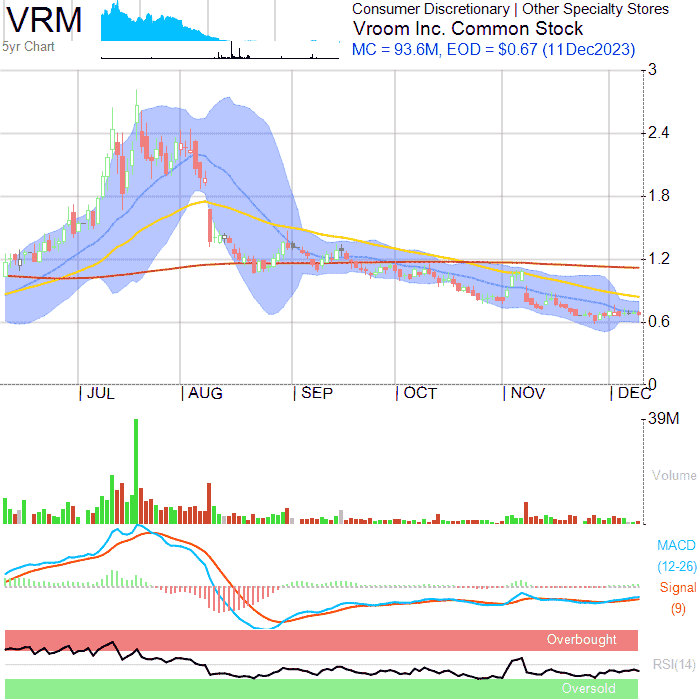 VRM
5yr Chart
Consumer Discretionary | Other Specialty Stores
Vroom Inc. Common Stock
MC = 93.6M, EOD = $0.67 (11Dec2023)
3
2.4
1.8
1.2
0.6
0
JUL AUG SEP OCT NOV DEC
39M
Volume
MACD
(12-26)
Signal
(9)
Overbought
RSI(14)
Oversold